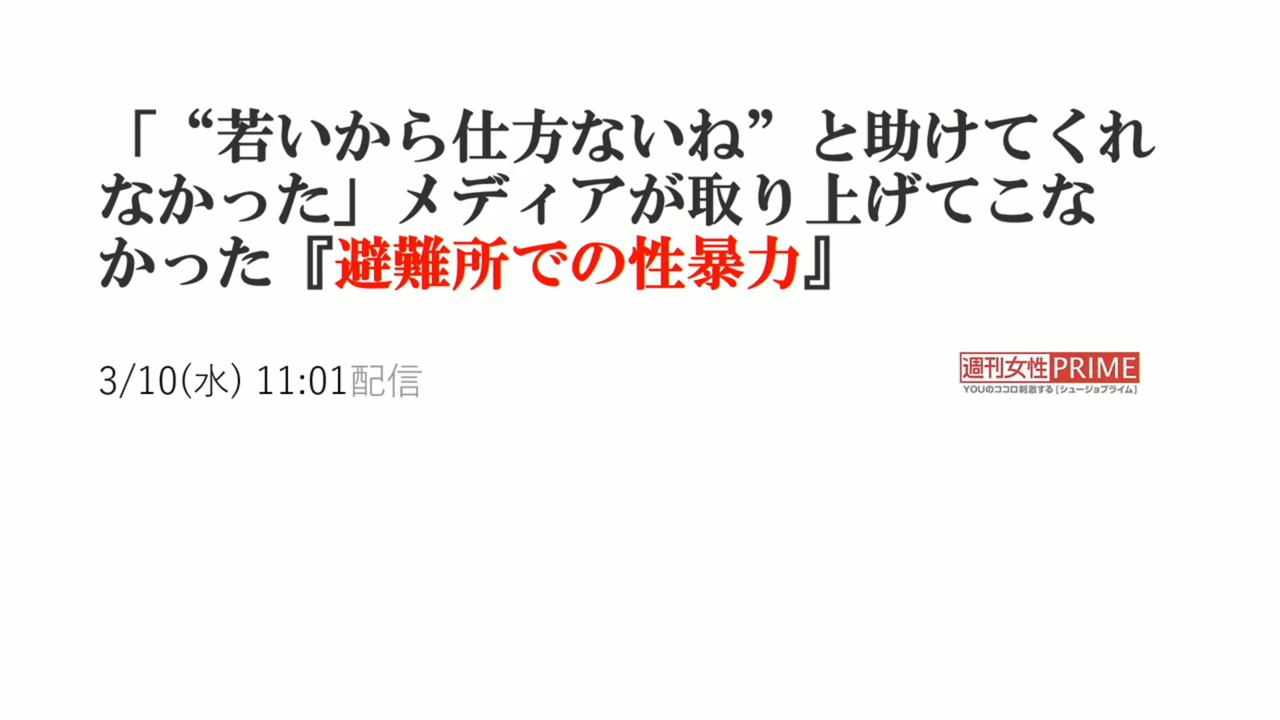 「“若いから仕方ないね”と助けてくれ
なかった」メディアが取り上げてこな
かった『避難所での性暴力』
3/10(水) 11:01配信
週刊女性PRIME
YOUのココロ刺激する [シュージョプライム]